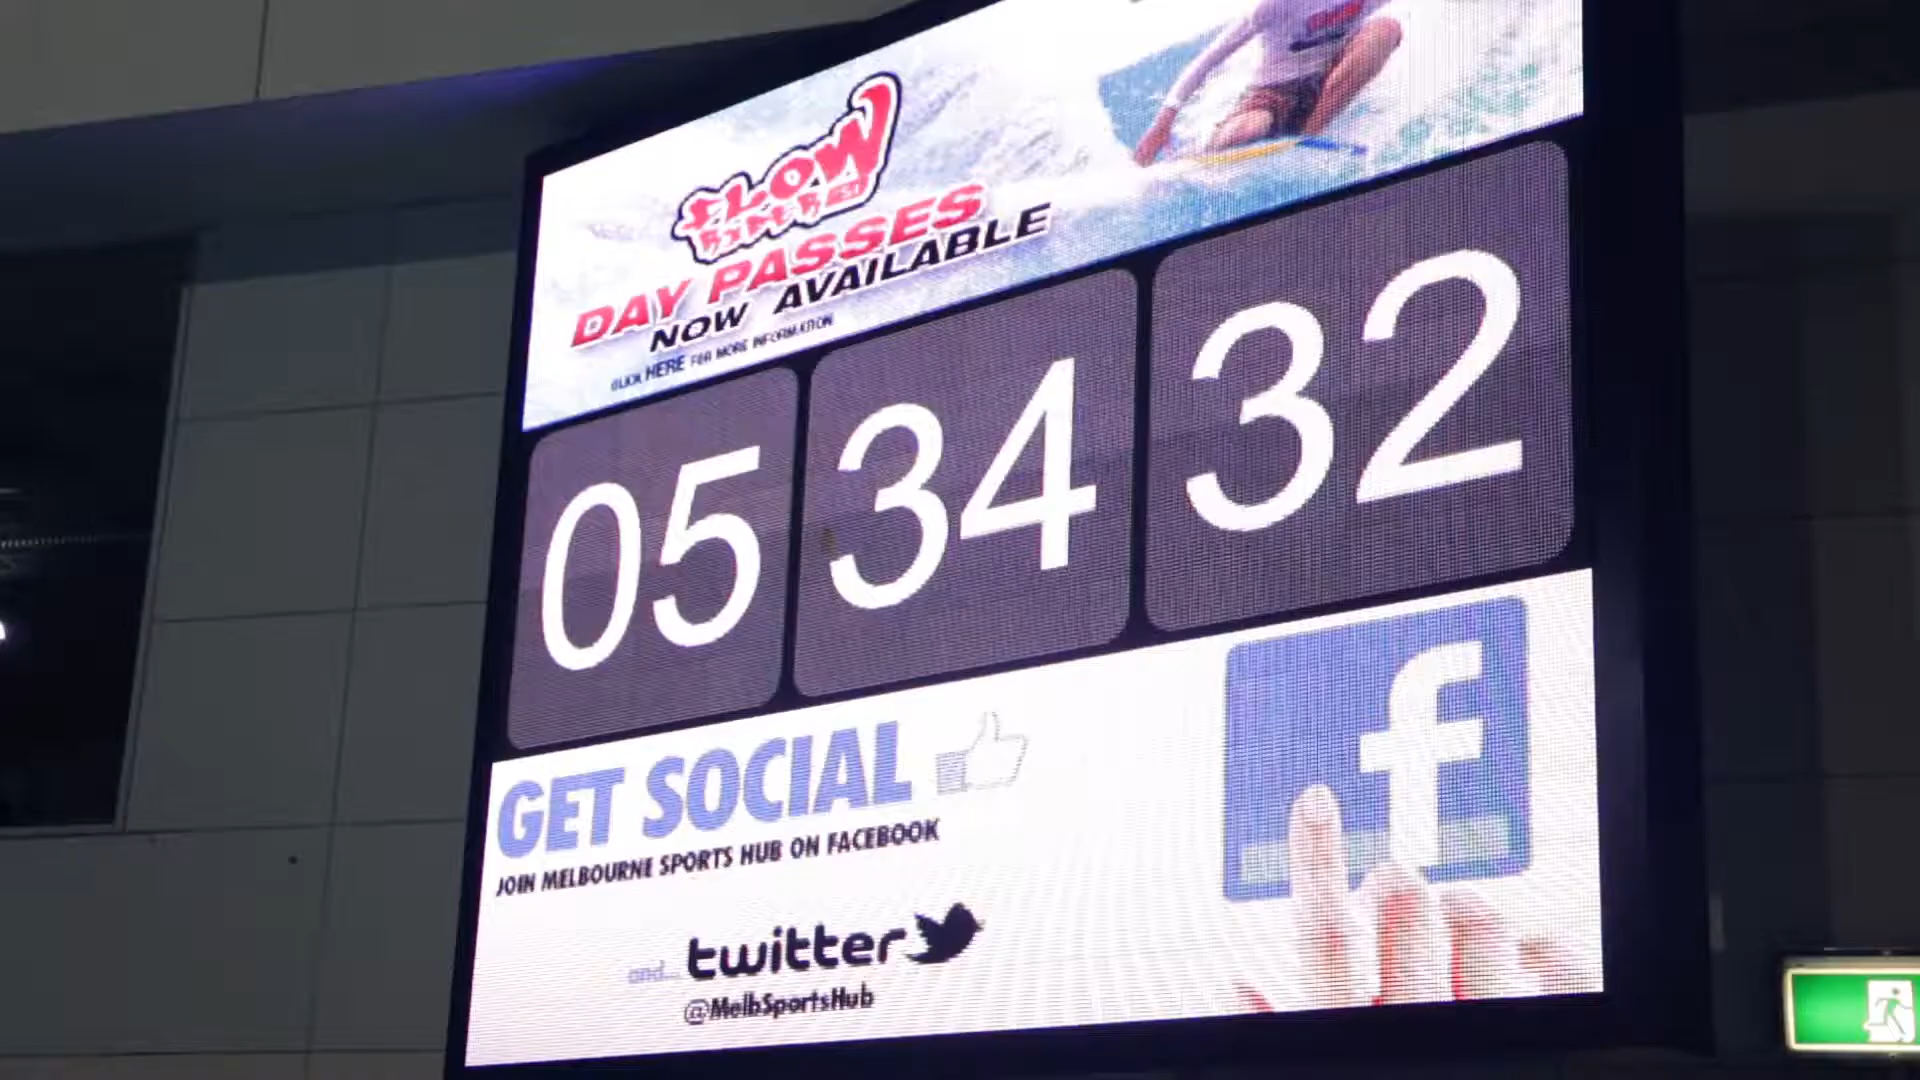 FLOW
DAY PASSES
NOW AVAILABLE
CLICK HERE FOR MORE INFORMATION
05 34 32
GET SOCIAL
JOIN MELBOURNE SPORTS HUB ON FACEBOOK
f
and... twitter
@MelbSportsHub